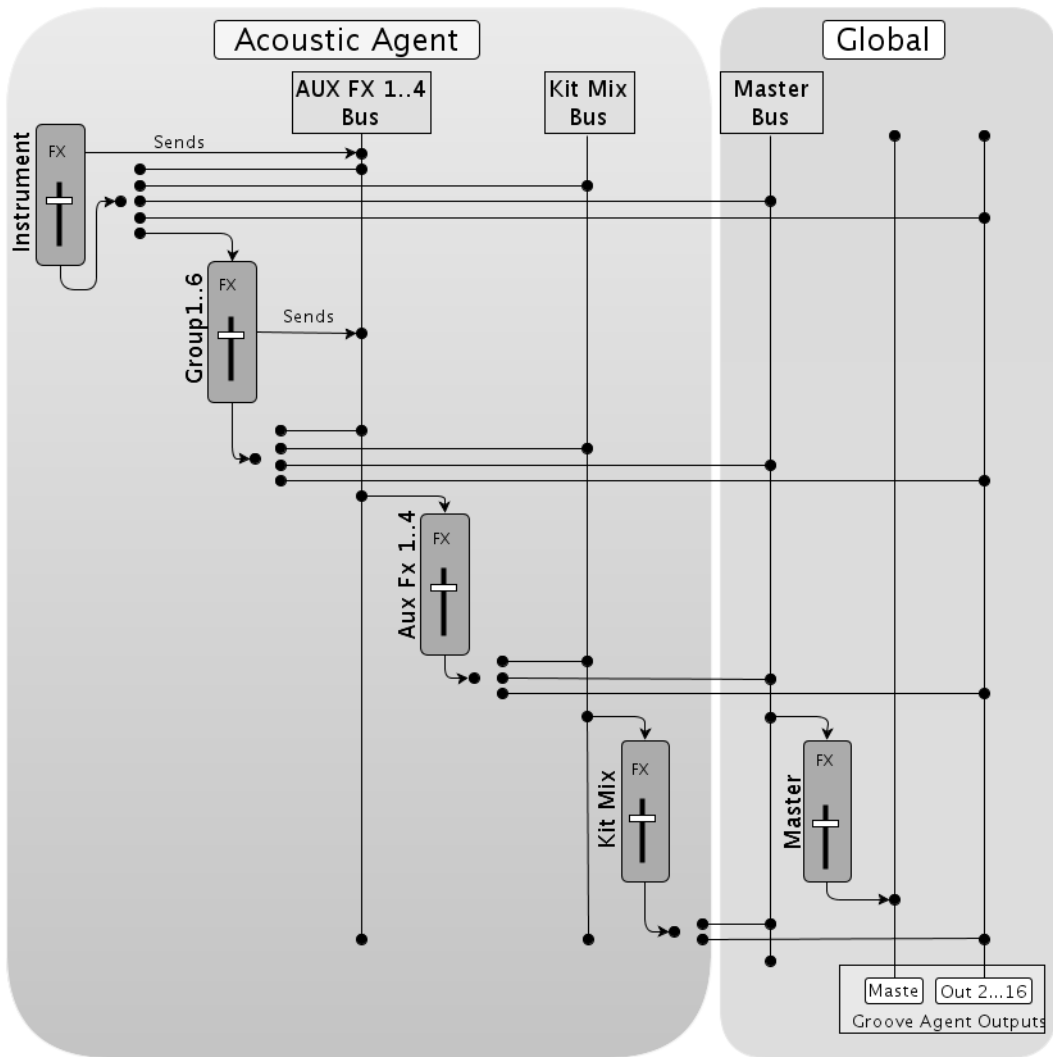 Acoustic Agent
Global
AUX FX 1..4
Bus
Kit Mix
Bus
Master
Bus
Instrument
FX
Sends
Group1..6
FX
Sends
Aux Fx 1..4
FX
Kit Mix
FX
Master
FX
Maste
Out 2...16
Groove Agent Outputs